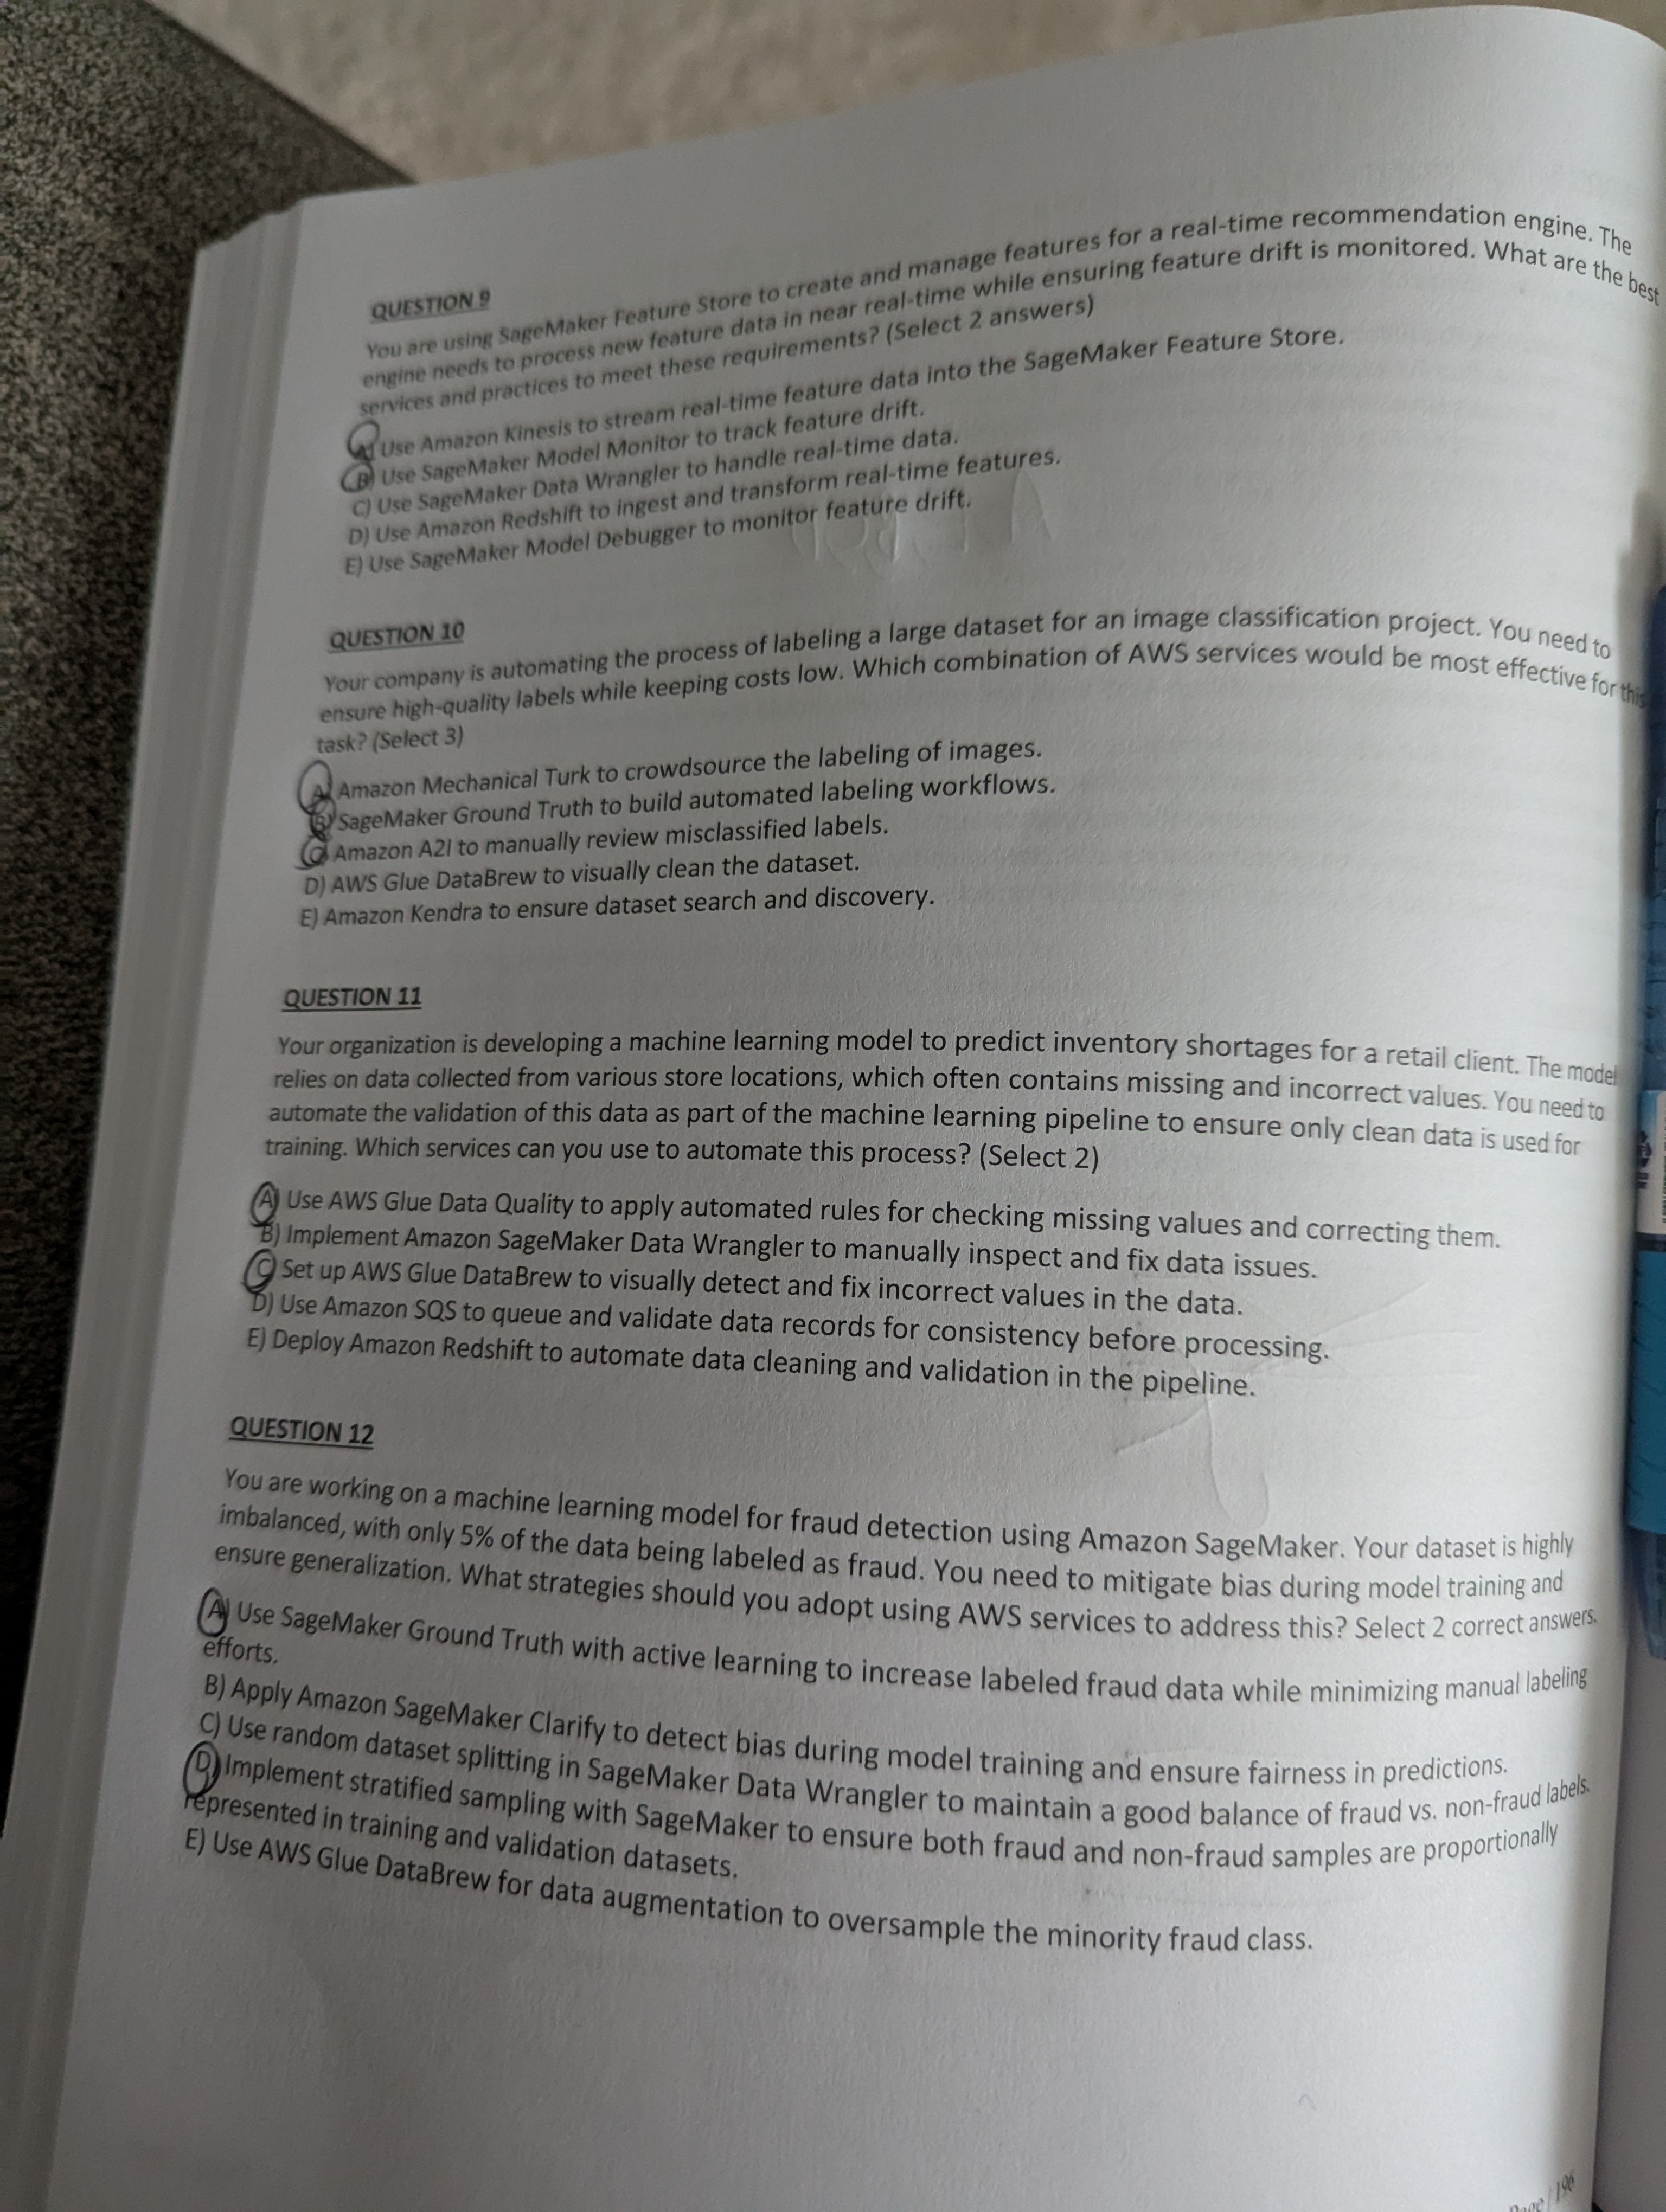 QUESTION 9
You are using SageMaker Feature Store to create and manage features for a real-time recommendation engine. The
engine needs to process new feature data in near real-time while ensuring feature drift is monitored. What are the best
services and practices to meet these requirements? (Select 2 answers)
A) Use Amazon Kinesis to stream real-time feature data into the SageMaker Feature Store.
B) Use SageMaker Model Monitor to track feature drift.
C) Use SageMaker Data Wrangler to handle real-time data.
D) Use Amazon Redshift to ingest and transform real-time features.
E) Use SageMaker Model Debugger to monitor feature drift.
QUESTION 10
Your company is automating the process of labeling a large dataset for an image classification project. You need to
ensure high-quality labels while keeping costs low. Which combination of AWS services would be most effective for this
task? (Select 3)
A) Amazon Mechanical Turk to crowdsource the labeling of images.
B) SageMaker Ground Truth to build automated labeling workflows.
C) Amazon A2I to manually review misclassified labels.
D) AWS Glue DataBrew to visually clean the dataset.
E) Amazon Kendra to ensure dataset search and discovery.
QUESTION 11
Your organization is developing a machine learning model to predict inventory shortages for a retail client. The model
relies on data collected from various store locations, which often contains missing and incorrect values. You need to
automate the validation of this data as part of the machine learning pipeline to ensure only clean data is used for
training. Which services can you use to automate this process? (Select 2)
A) Use AWS Glue Data Quality to apply automated rules for checking missing values and correcting them.
B) Implement Amazon SageMaker Data Wrangler to manually inspect and fix data issues.
C) Set up AWS Glue DataBrew to visually detect and fix incorrect values in the data.
D) Use Amazon SQS to queue and validate data records for consistency before processing.
E) Deploy Amazon Redshift to automate data cleaning and validation in the pipeline.
QUESTION 12
You are working on a machine learning model for fraud detection using Amazon SageMaker. Your dataset is highly
imbalanced, with only 5% of the data being labeled as fraud. You need to mitigate bias during model training and
ensure generalization. What strategies should you adopt using AWS services to address this? Select 2 correct answers.
A) Use SageMaker Ground Truth with active learning to increase labeled fraud data while minimizing manual labeling
efforts.
B) Apply Amazon SageMaker Clarify to detect bias during model training and ensure fairness in predictions.
C) Use random dataset splitting in SageMaker Data Wrangler to maintain a good balance of fraud vs. non-fraud labels.
D) Implement stratified sampling with SageMaker to ensure both fraud and non-fraud samples are proportionally
represented in training and validation datasets.
E) Use AWS Glue DataBrew for data augmentation to oversample the minority fraud class.
Page | 196